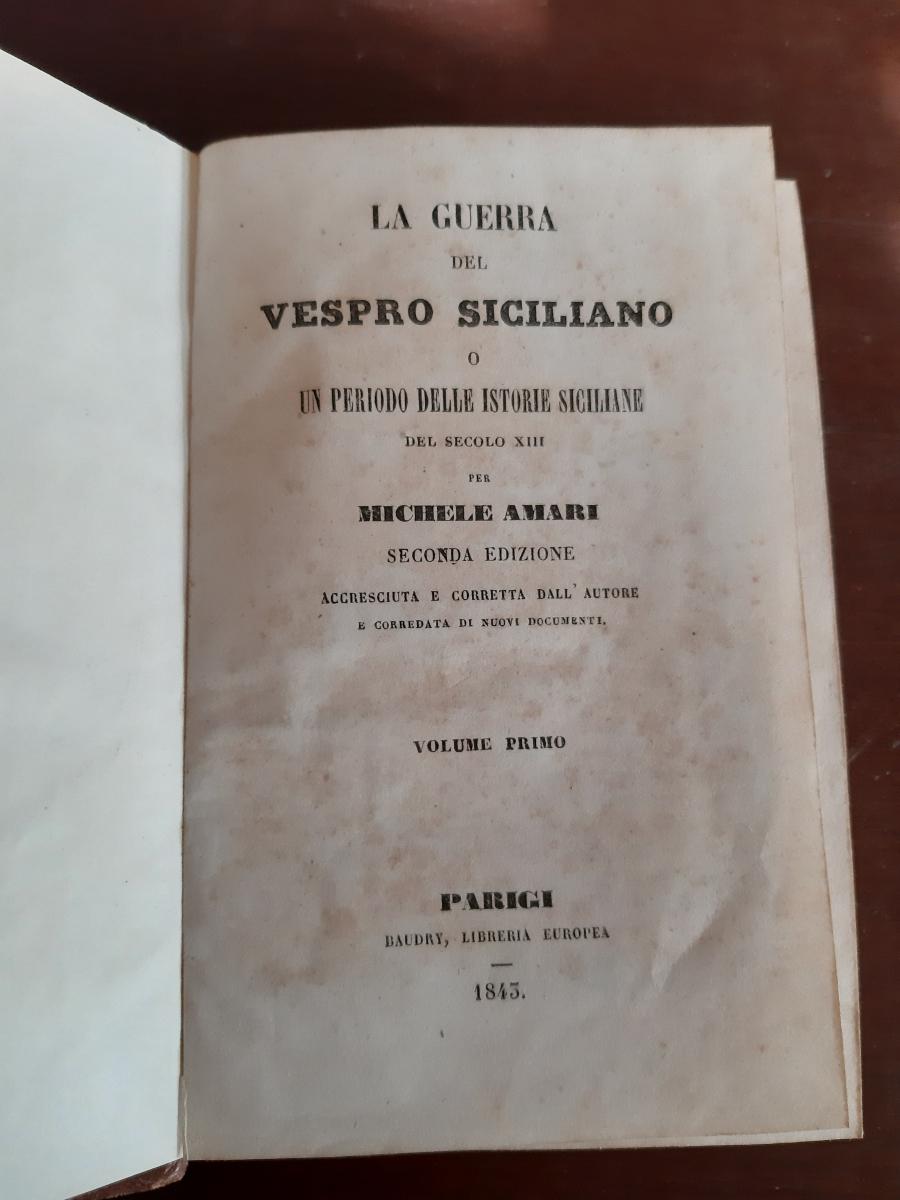 LA GUERRA
DEL
VESPRO SICILIANO
O
UN PERIODO DELLE ISTORIE SICILIANE
DEL SECOLO XIII
PER
MICHELE AMARI
SECONDA EDIZIONE
ACCRESCIUTA E CORRETTA DALL' AUTORE
E CORREDATA DI NUOVI DOCUMENTI.
VOLUME PRIMO
PARIGI
BAUDRY, LIBRERIA EUROPEA
1843.